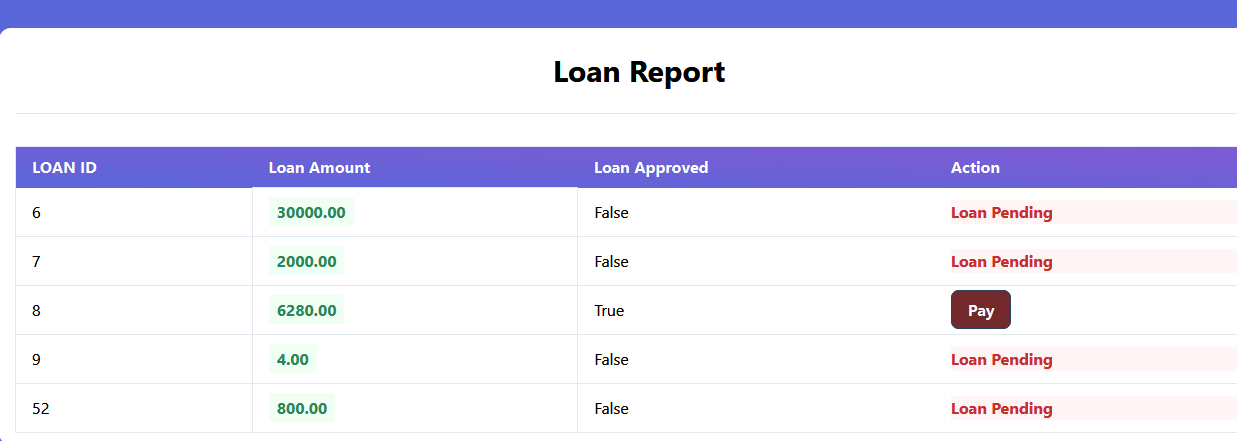 Loan Report
LOAN ID Loan Amount Loan Approved Action
6 30000.00 False Loan Pending
7 2000.00 False Loan Pending
8 6280.00 True Pay
9 4.00 False Loan Pending
52 800.00 False Loan Pending